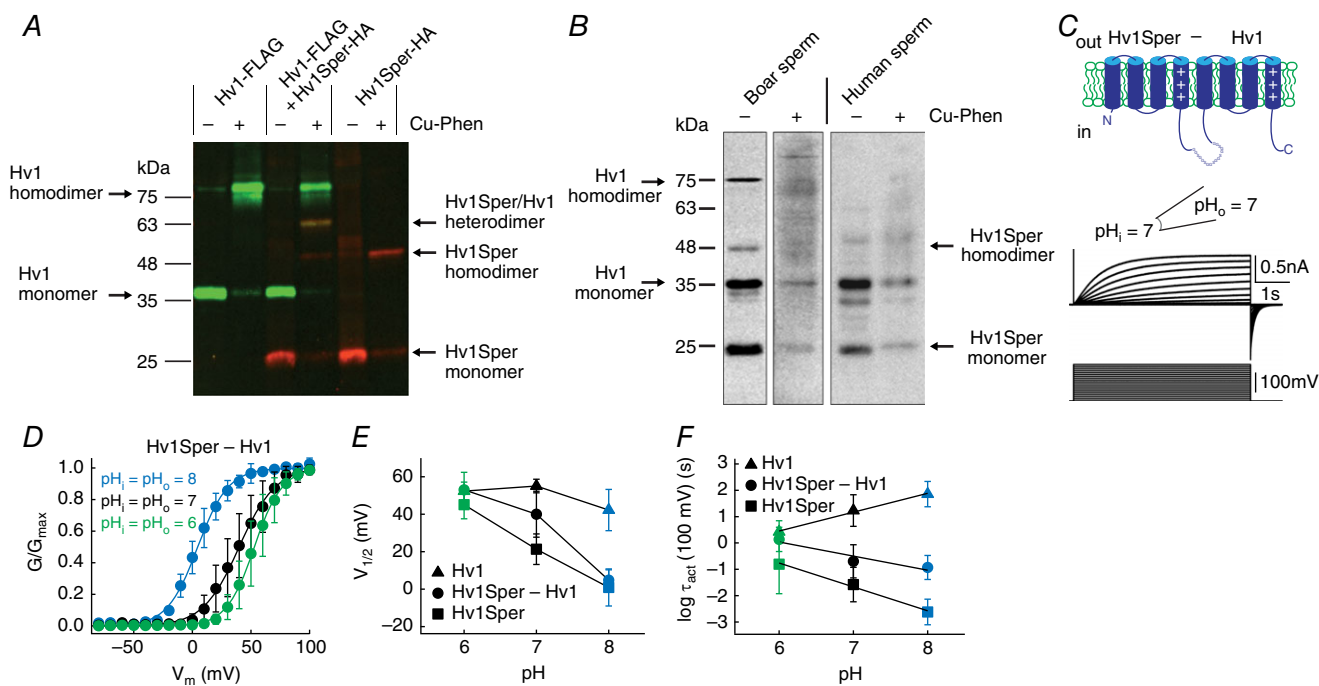 A
Hv1-FLAG
Hv1-FLAG
+Hv1Sper-HA
Hv1Sper-HA
– + – + – + Cu-Phen
kDa
Hv1
homodimer
75
63
48
Hv1
monomer
35
25
Hv1Sper/Hv1
heterodimer
Hv1Sper
homodimer
Hv1Sper
monomer
B
Boar sperm
Human sperm
– + – + Cu-Phen
kDa
Hv1
homodimer
75
63
48
Hv1
monomer
35
25
Hv1Sper
homodimer
Hv1Sper
monomer
C
out Hv1Sper – Hv1
+ +
+ +
+ +
in
N
C
pHo = 7
pHi = 7
0.5nA
1s
100mV
D
Hv1Sper – Hv1
pHi = pHo = 8
pHi = pHo = 7
pHi = pHo = 6
G/Gmax
1.0
0.8
0.6
0.4
0.2
0.0
–50 0 50 100
Vm (mV)
E
V1/2 (mV)
60
40
20
0
–20
Hv1
Hv1Sper – Hv1
Hv1Sper
6 7 8
pH
F
log τact (100 mV) (s)
3
2
1
0
-1
-2
-3
Hv1
Hv1Sper – Hv1
Hv1Sper
6 7 8
pH